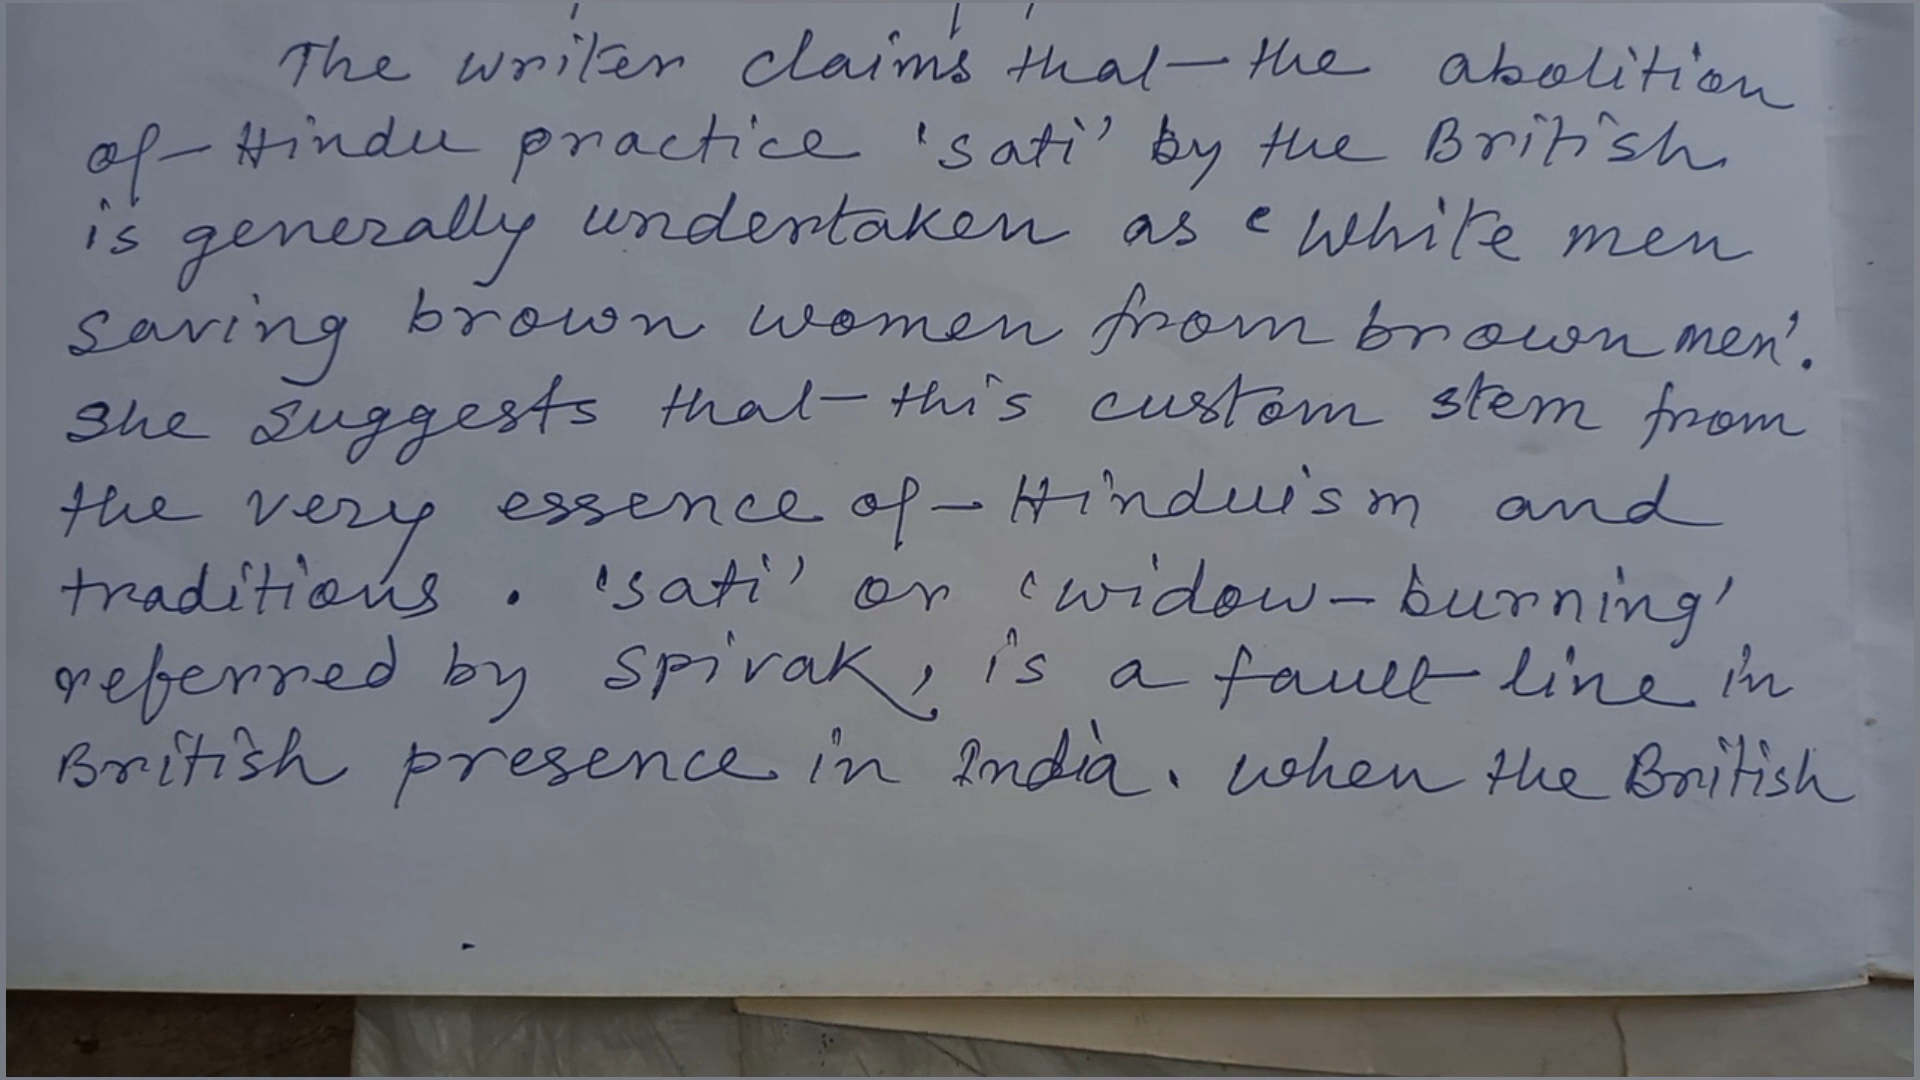 The writer claims that the abolition
of Hindu practice 'sati' by the British
is generally undertaken as 'White men
saving brown women from brown men'.
She suggests that this custom stem from
the very essence of Hinduism and
traditions. 'sati' or 'widow-burning'
referred by Spivak, is a fault line in
British presence in India. When the British